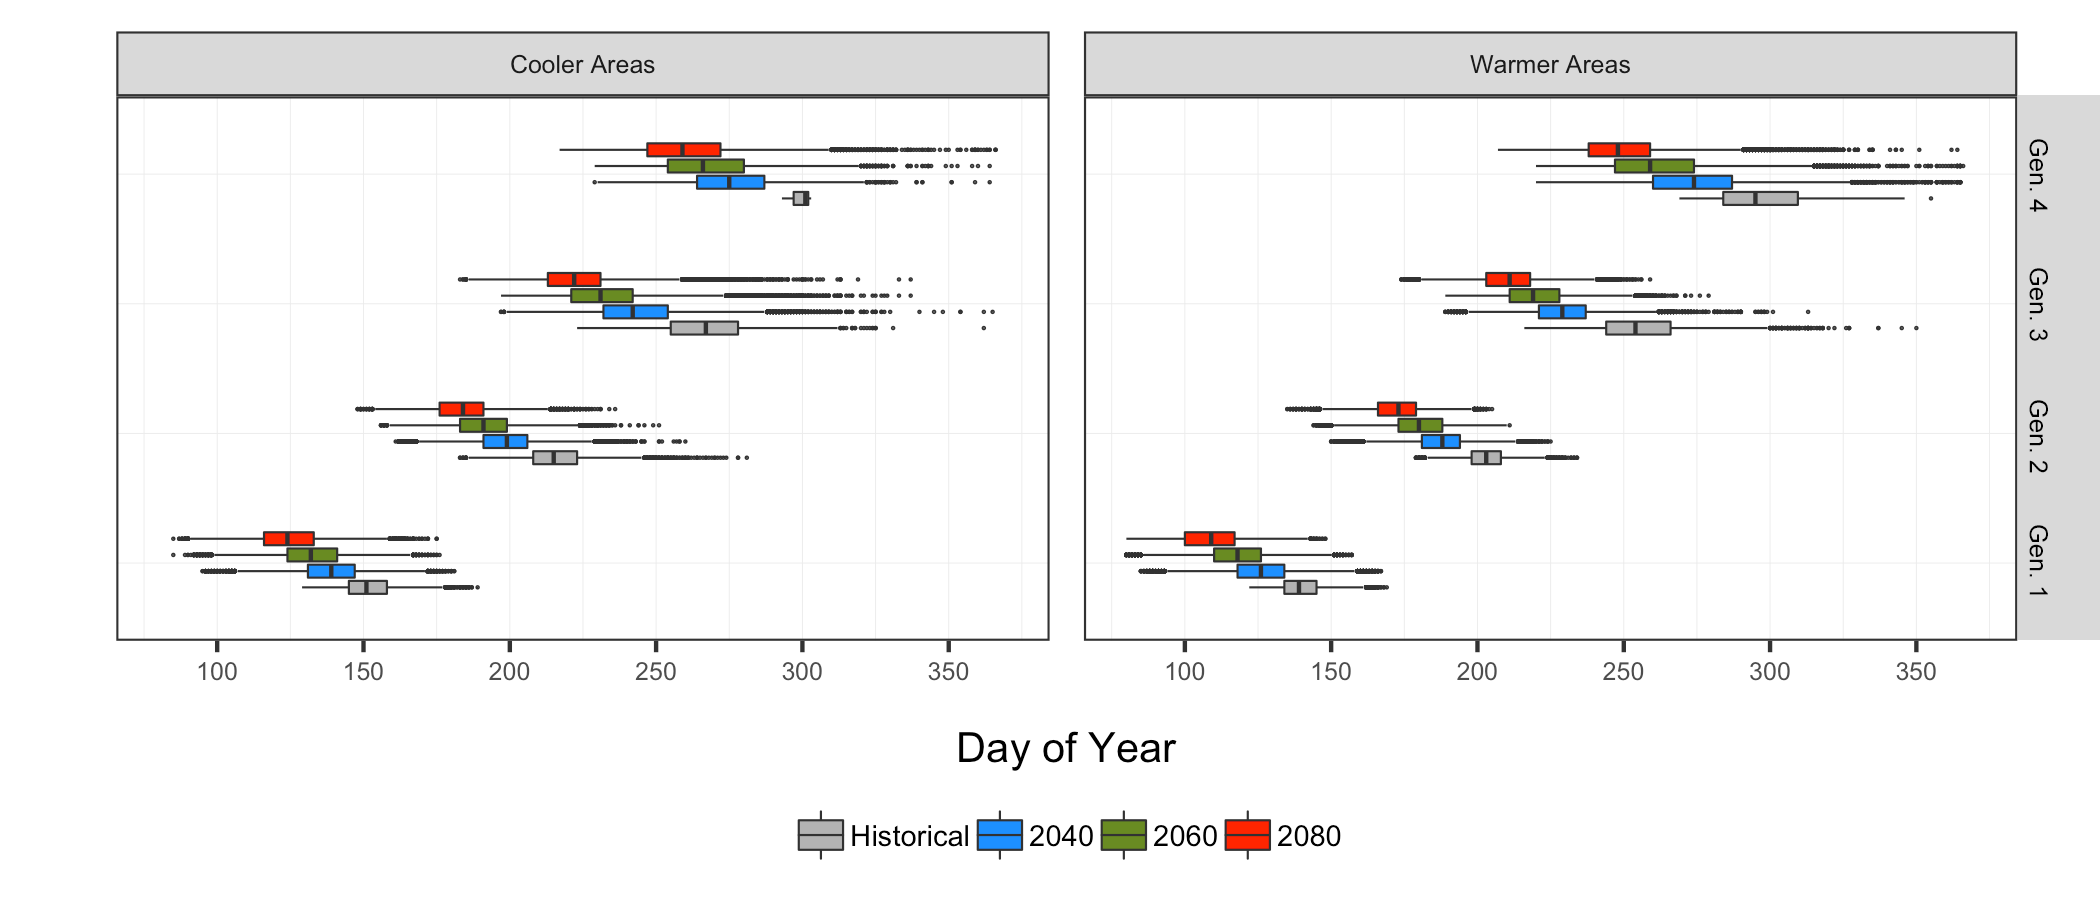 Cooler Areas
Warmer Areas
Gen. 4
Gen. 3
Gen. 2
Gen. 1
100 150 200 250 300 350
100 150 200 250 300 350
Day of Year
Historical 2040 2060 2080